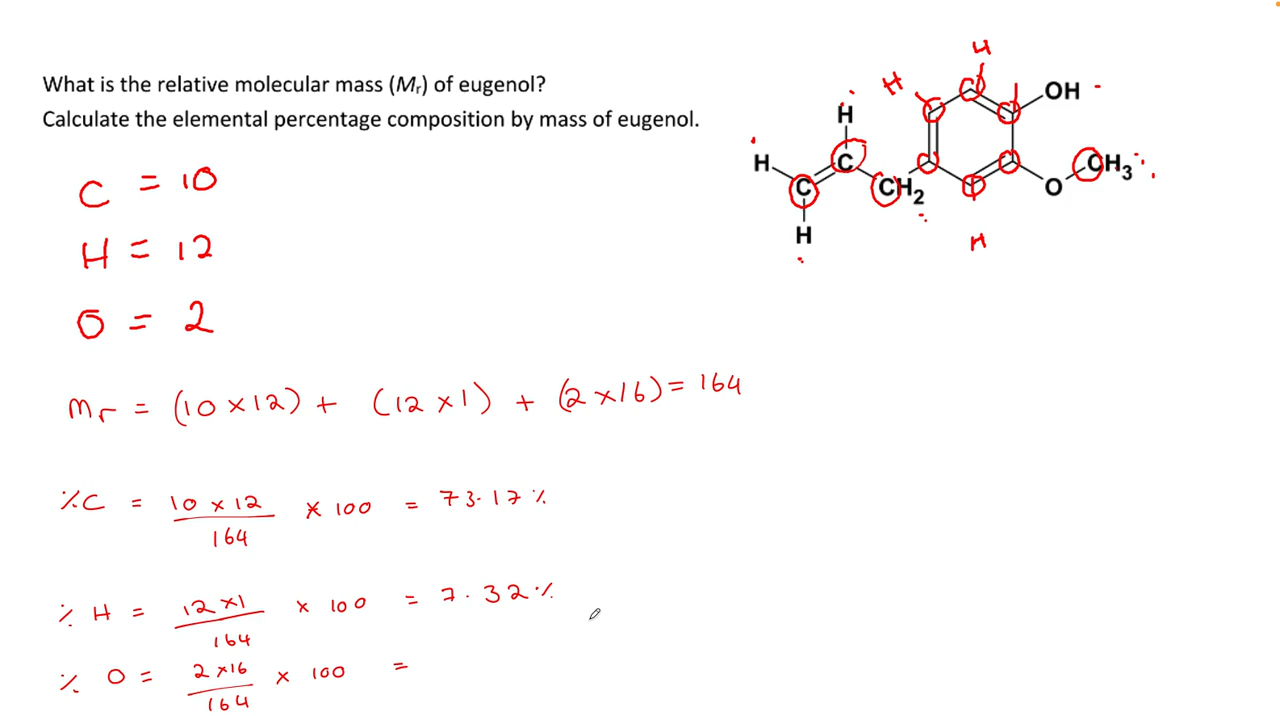 What is the relative molecular mass (Mr) of eugenol?
Calculate the elemental percentage composition by mass of eugenol.
H
H
OH
H
H
C
C
CH3
CH2
O
H
H
C = 10
H = 12
O = 2
Mr = (10 × 12) + (12 × 1) + (2 × 16) = 164
% C = 10 × 12 / 164 × 100 = 73.17 %
% H = 12 × 1 / 164 × 100 = 7.32 %
% O = 2 × 16 / 164 × 100 =